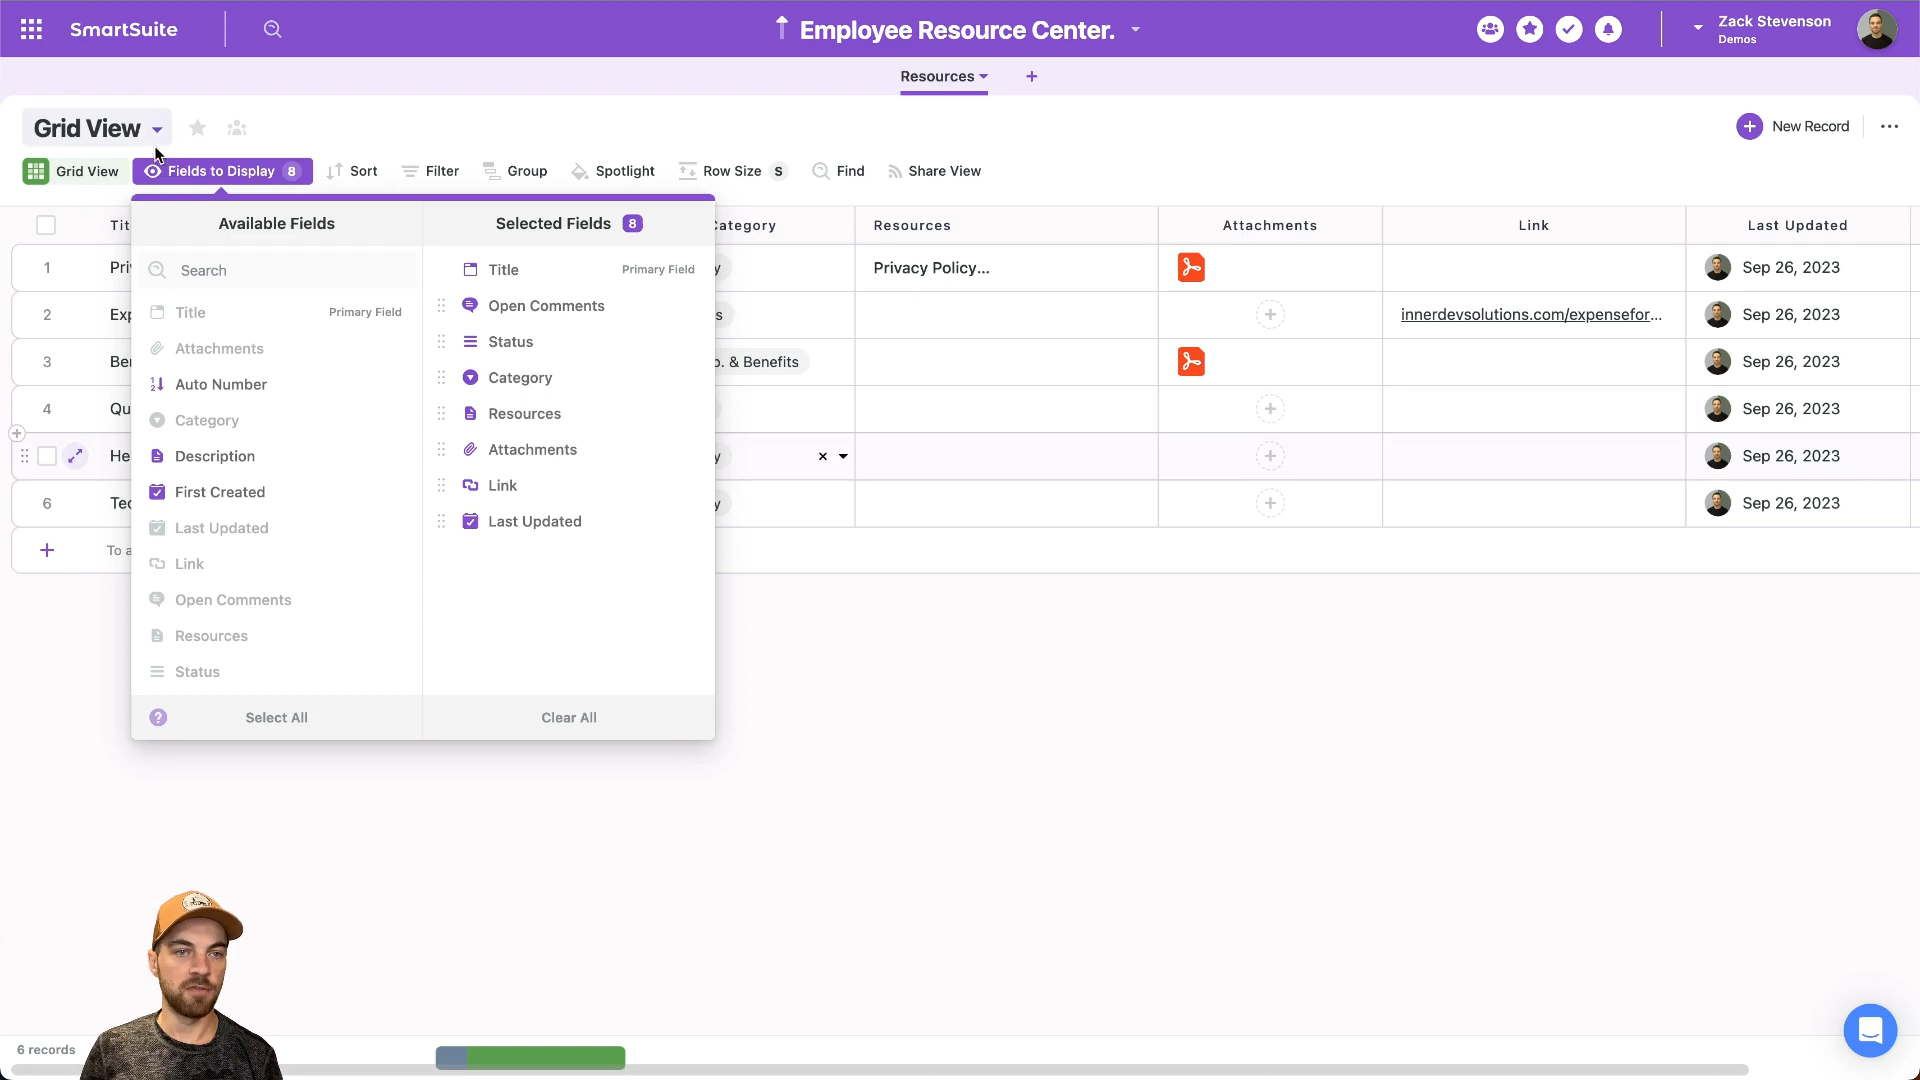 SmartSuite
Employee Resource Center.
Zack Stevenson
Demos
Resources
Grid View
New Record
Grid View
Fields to Display 8
Sort
Filter
Group
Spotlight
Row Size S
Find
Share View
Available Fields
Search
Title Primary Field
Attachments
Auto Number
Category
Description
First Created
Last Updated
Link
Open Comments
Resources
Status
Select All
Selected Fields 8
Title Primary Field
Open Comments
Status
Category
Resources
Attachments
Link
Last Updated
Clear All
Tit ategory Resources Attachments Link Last Updated
1 Pri y Privacy Policy... Sep 26, 2023
2 Exp s innerdevsolutions.com/expensefor... Sep 26, 2023
3 Ber p. & Benefits Sep 26, 2023
4 Qu Sep 26, 2023
He y Sep 26, 2023
6 Tec y Sep 26, 2023
To a
6 records